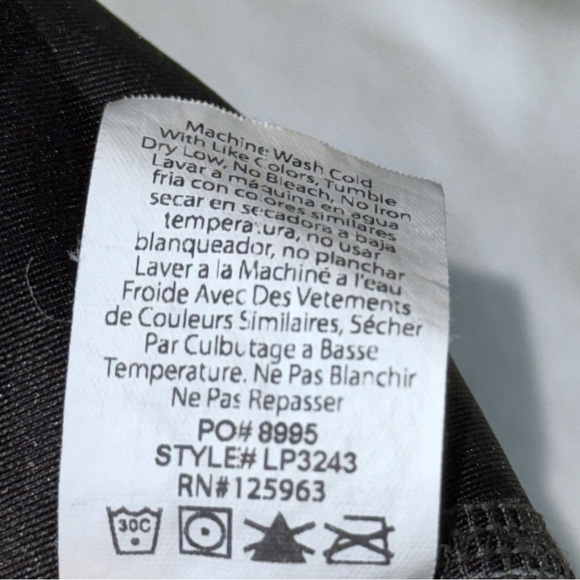 Machine Wash Cold
With Like Colors, Tumble
Dry Low, No Bleach, No Iron
Lavar a máquina en agua
fria con colores similares
secar en secadora a baja
temperatura, no usar
blanqueador, no planchar
Laver a la Machiné a l'eau
Froide Avec Des Vetements
de Couleurs Similaires, Sécher
Par Culbutage a Basse
Temperature. Ne Pas Blanchir
Ne Pas Repasser
PO# 8995
STYLE# LP3243
RN#125963
30C